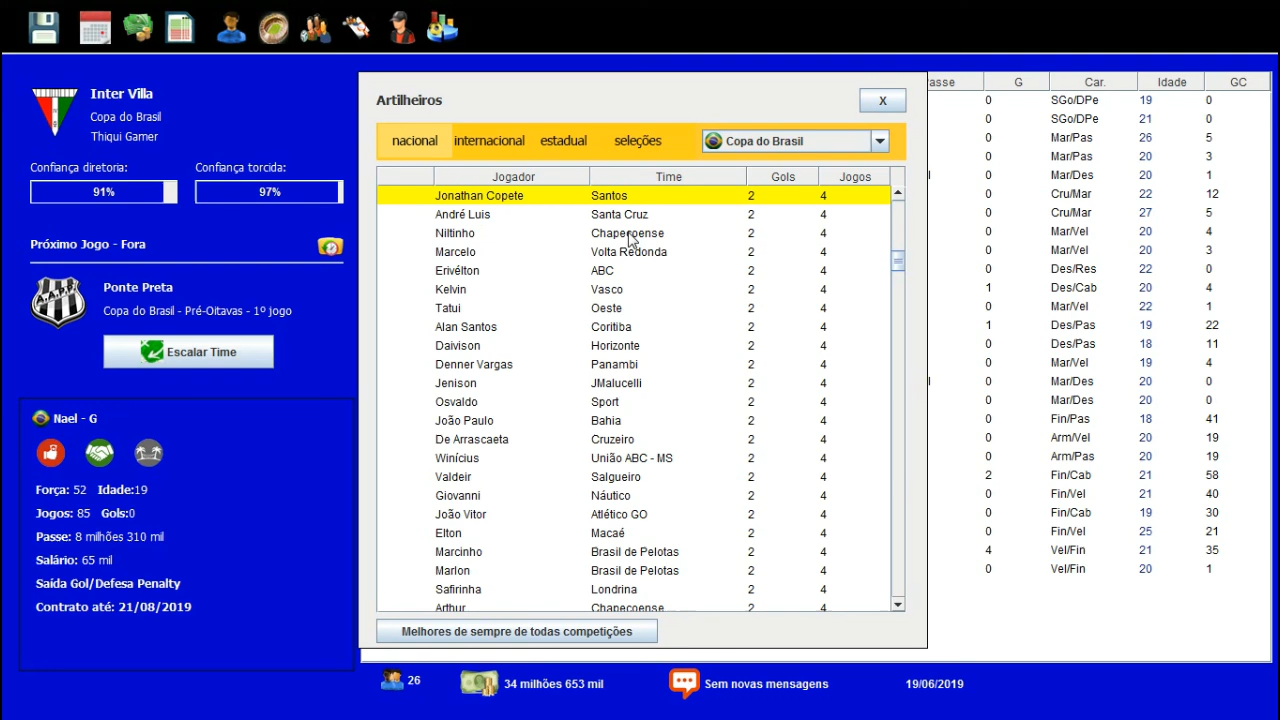 Inter Villa
Copa do Brasil
Thiqui Gamer
Confiança diretoria: Confiança torcida:
91% 97%
Próximo Jogo - Fora
Ponte Preta
Copa do Brasil - Pré-Oitavas - 1º jogo
Escalar Time
Nael - G
Força: 52 Idade:19
Jogos: 85 Gols:0
Passe: 8 milhões 310 mil
Salário: 65 mil
Saída Gol/Defesa Penalty
Contrato até: 21/08/2019
Artilheiros X
nacional internacional estadual seleções Copa do Brasil
Jogador Time Gols Jogos
Jonathan Copete Santos 2 4
André Luis Santa Cruz 2 4
Niltinho Chapecoense 2 4
Marcelo Volta Redonda 2 4
Erivélton ABC 2 4
Kelvin Vasco 2 4
Tatui Oeste 2 4
Alan Santos Coritiba 2 4
Daivison Horizonte 2 4
Denner Vargas Panambi 2 4
Jenison JMalucelli 2 4
Osvaldo Sport 2 4
João Paulo Bahia 2 4
De Arrascaeta Cruzeiro 2 4
Winícius União ABC - MS 2 4
Valdeir Salgueiro 2 4
Giovanni Náutico 2 4
João Vitor Atlético GO 2 4
Elton Macaé 2 4
Marcinho Brasil de Pelotas 2 4
Marlon Brasil de Pelotas 2 4
Safirinha Londrina 2 4
Arthur Chapecoense 2 4
Melhores de sempre de todas competições
asse G Car. Idade GC
0 SGo/DPe 19 0
0 SGo/DPe 21 0
0 Mar/Pas 26 5
0 Mar/Pas 20 3
0 Mar/Des 20 1
0 Cru/Mar 22 12
0 Cru/Mar 27 5
0 Mar/Vel 20 4
0 Mar/Vel 20 3
0 Des/Res 22 0
1 Des/Cab 20 4
0 Mar/Vel 22 1
1 Des/Pas 19 22
0 Des/Pas 18 11
0 Mar/Vel 19 4
0 Mar/Des 20 0
0 Mar/Des 20 0
0 Fin/Pas 18 41
0 Arm/Vel 20 19
0 Arm/Pas 20 19
2 Fin/Cab 21 58
0 Fin/Vel 21 40
0 Fin/Cab 19 30
0 Fin/Vel 25 21
4 Vel/Fin 21 35
0 Vel/Fin 20 1
26 34 milhões 653 mil Sem novas mensagens 19/06/2019